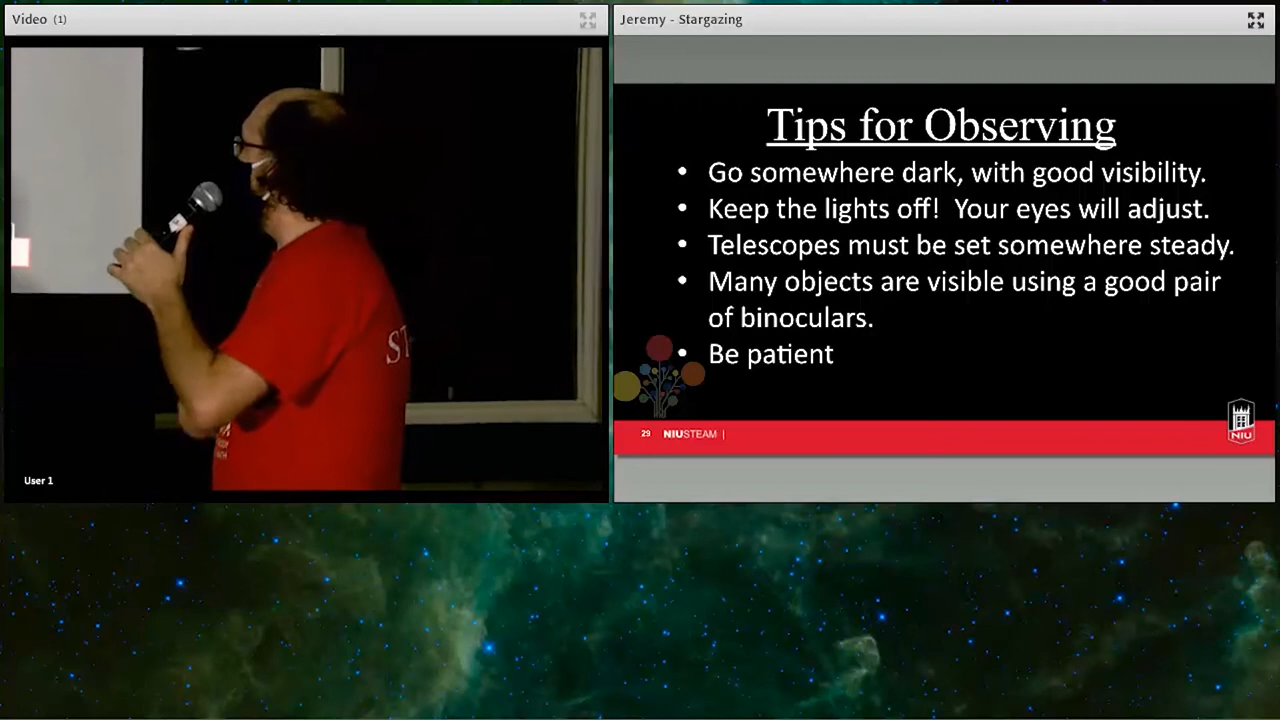 Video (1)
Jeremy - Stargazing
ST
User 1
Tips for Observing
• Go somewhere dark, with good visibility.
• Keep the lights off!  Your eyes will adjust.
• Telescopes must be set somewhere steady.
• Many objects are visible using a good pair
of binoculars.
• Be patient
29 NIUSTEAM |
NIU